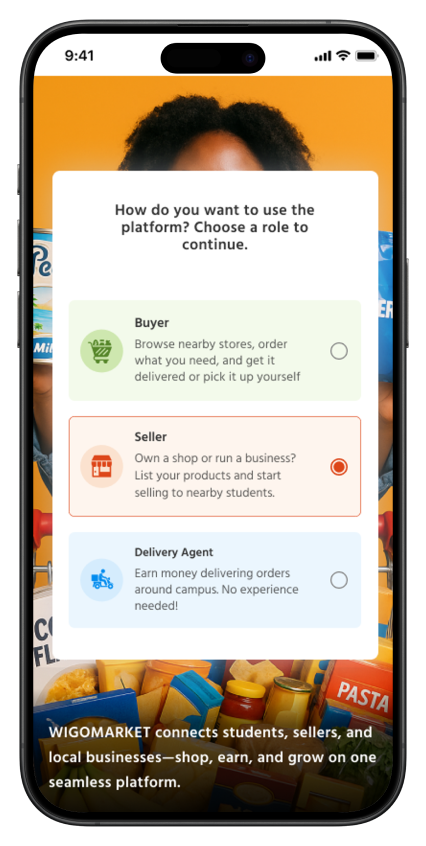 9:41
How do you want to use the
platform? Choose a role to
continue.
Buyer
Browse nearby stores, order
what you need, and get it
delivered or pick it up yourself
Seller
Own a shop or run a business?
List your products and start
selling to nearby students.
Delivery Agent
Earn money delivering orders
around campus. No experience
needed!
PASTA
WIGOMARKET connects students, sellers, and
local businesses—shop, earn, and grow on one
seamless platform.